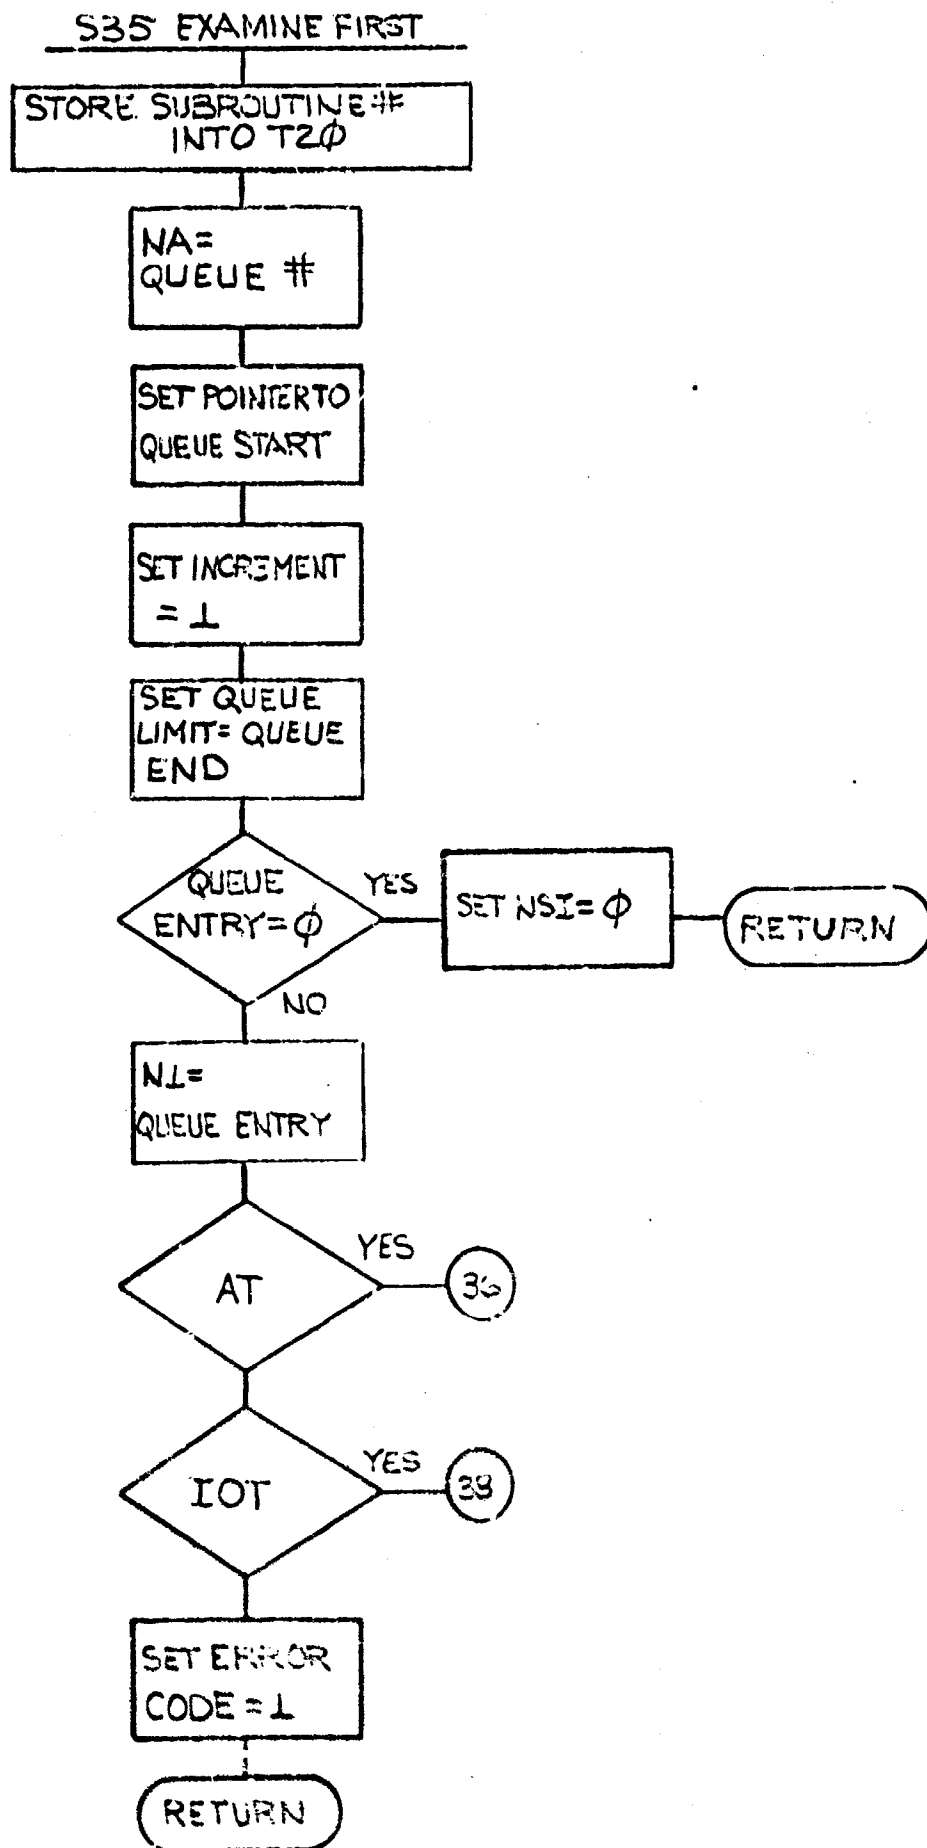 S35 EXAMINE FIRST
STORE SUBROUTINE #
INTO T2Ø
NA=
QUEUE #
SET POINTER TO
QUEUE START
SET INCREMENT
= 1
SET QUEUE
LIMIT= QUEUE
END
QUEUE
ENTRY=Ø
YES
SET NSI= Ø
RETURN
NO
N1=
QUEUE ENTRY
AT
YES
36
IOT
YES
38
SET ERROR
CODE = 1
RETURN